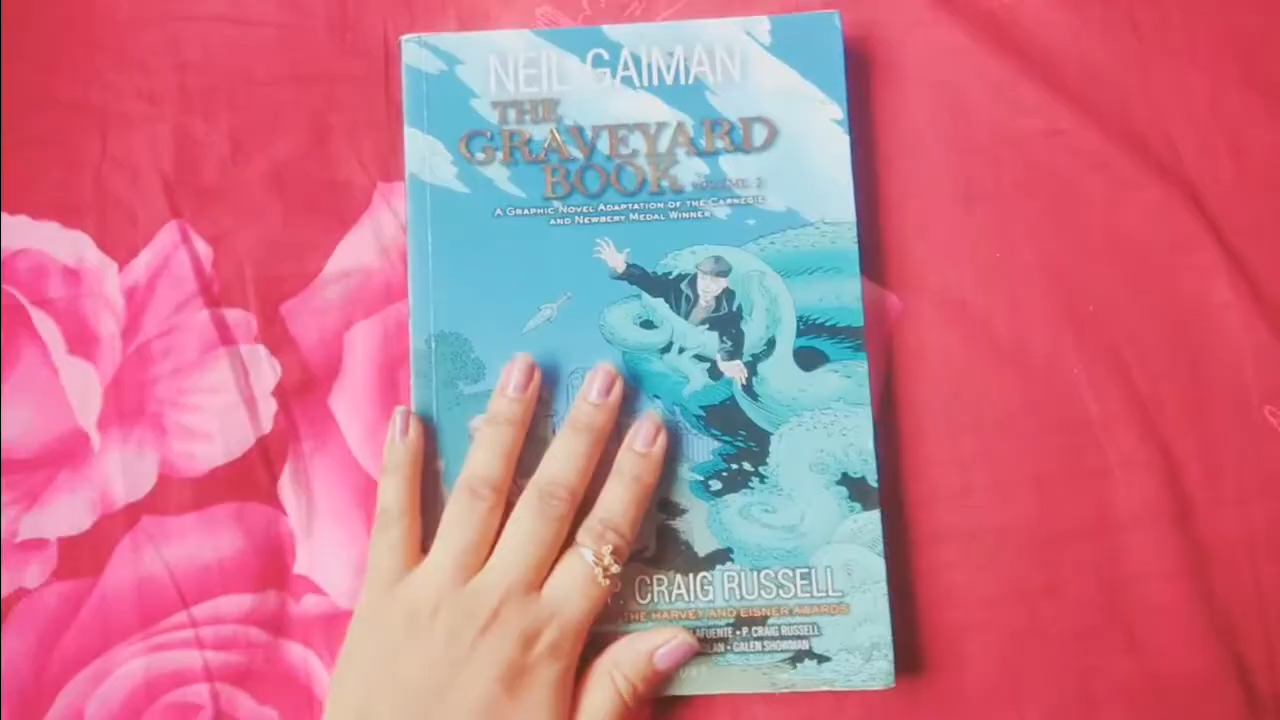 NEIL GAIMAN
THE
GRAVEYARD
BOOK VOLUME 2
A GRAPHIC NOVEL ADAPTATION OF THE CARNEGIE
AND NEWBERY MEDAL WINNER
P. CRAIG RUSSELL
THE HARVEY AND EISNER AWARDS
LAFUENTE • P. CRAIG RUSSELL
GALEN SHOWMAN